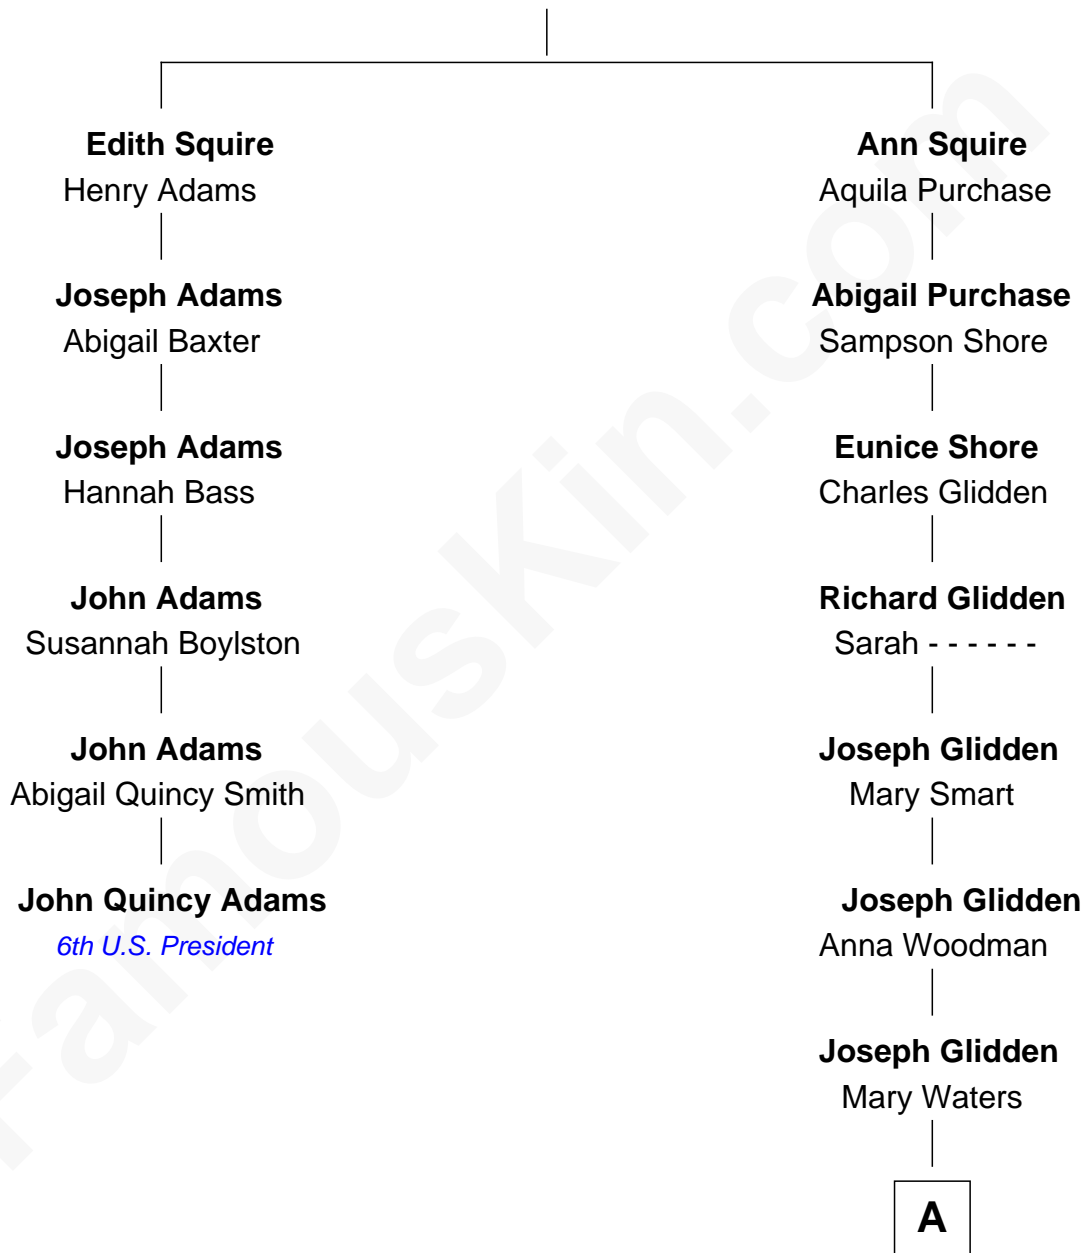 Edith Squire
Henry Adams
Joseph Adams
Abigail Baxter
Joseph Adams
Hannah Bass
John Adams
Susannah Boylston
John Adams
Abigail Quincy Smith
John Quincy Adams
6th U.S. President
Ann Squire
Aquila Purchase
Abigail Purchase
Sampson Shore
Eunice Shore
Charles Glidden
Richard Glidden
Sarah - - - - - -
Joseph Glidden
Mary Smart
Joseph Glidden
Anna Woodman
Joseph Glidden
Mary Waters
A
FamousKin.com